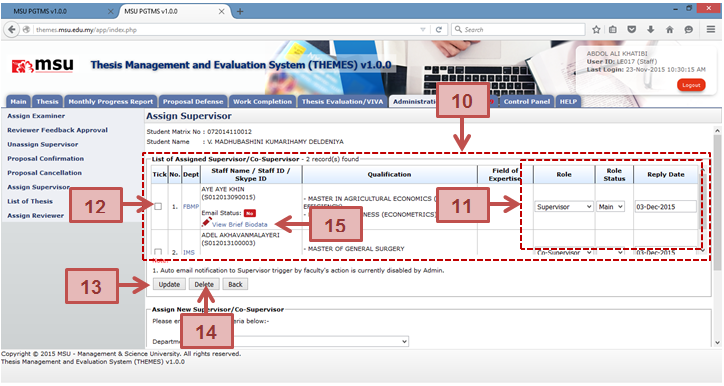 MSU PGTMS v1.0.0
MSU PGTMS v1.0.0
themes.msu.edu.my/app/index.php
Search
msu
Thesis Management and Evaluation System (THEMES) v1.0.0
ABDOL ALI KHATIBI
User ID: LE017 (Staff)
Last Login: 23-Nov-2015 10:30:15 AM
Logout
Main Thesis Monthly Progress Report Proposal Defense Work Completion Thesis Evaluation/VIVA Administrati Control Panel HELP
10
Assign Examiner
Reviewer Feedback Approval
Unassign Supervisor
Proposal Confirmation
Proposal Cancellation
Assign Supervisor
List of Thesis
Assign Reviewer
Assign Supervisor
Student Matrix No : 072014110012
Student Name : V. MADHUBASHINI KUMARIHAMY DELDENIYA
List of Assigned Supervisor/Co-Supervisor - 2 record(s) found
Tick No. Dept Staff Name / Staff ID / Skype ID Qualification Field of Expertise Role Role Status Reply Date
1. FBMP AYE AYE KHIN
(S012013090015)
Email Status: No
View Brief Biodata
- MASTER IN AGRICULTURAL ECONOMICS (
NESS (ECONOMETRICS)
Supervisor Main 03-Dec-2015
11
12
15
2. IMS ADEL AKHAVANMALAYERI
(S012013100003)
- MASTER OF GENERAL SURGERY
Co-Supervisor 03-Dec-2015
Note:
1. Auto email notification to Supervisor trigger by faculty's action is currently disabled by Admin.
Update Delete Back
13
14
Assign New Supervisor/Co-Supervisor
Please en eria below:-
Departme
Copyright © 2015 MSU - Management & Science University. All rights reserved.
Thesis Management and Evaluation System (THEMES) v1.0.0